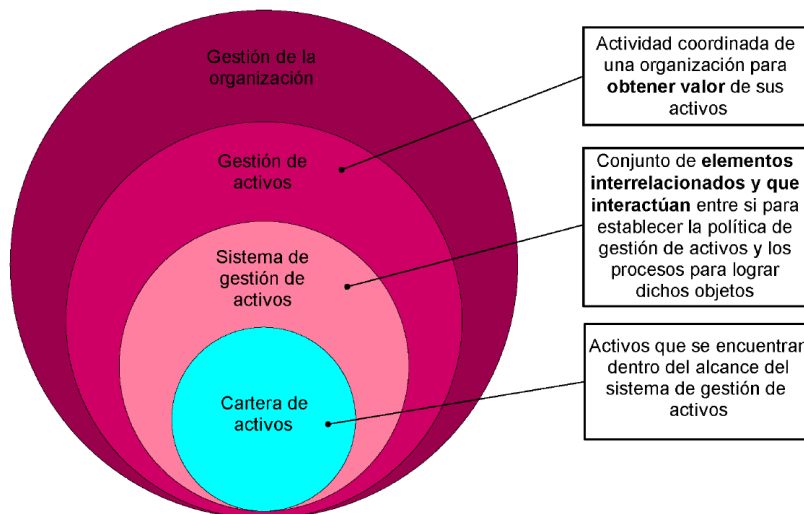 Gestión de la
organización
Gestión de
activos
Sistema de
gestión de
activos
Cartera de
activos
Actividad coordinada de
una organización para
obtener valor de sus
activos
Conjunto de elementos
interrelacionados y que
interactúan entre si para
establecer la política de
gestión de activos y los
procesos para lograr
dichos objetos
Activos que se encuentran
dentro del alcance del
sistema de gestión de
activos